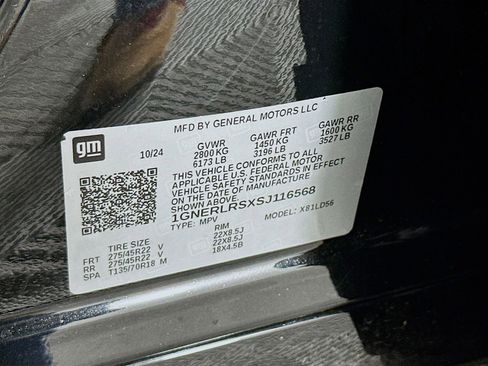 gm
MFD BY GENERAL MOTORS LLC
10/24 GVWR GAWR FRT GAWR RR
2800 KG 1450 KG 1600 KG
6173 LB 3196 LB 3527 LB
THIS VEHICLE CONFORMS TO ALL
APPLICABLE U.S. FEDERAL MOTOR
VEHICLE SAFETY STANDARDS IN EFFECT
ON THE DATE OF MANUFACTURE
SHOWN ABOVE.
1GNERLRSXSJ116568
TYPE: MPV MODEL: X81LD56
TIRE SIZE RIM
FRT 275/45R22 V 22X8.5J
RR 275/45R22 V 22X8.5J
SPA T135/70R18 M 18X4.5B